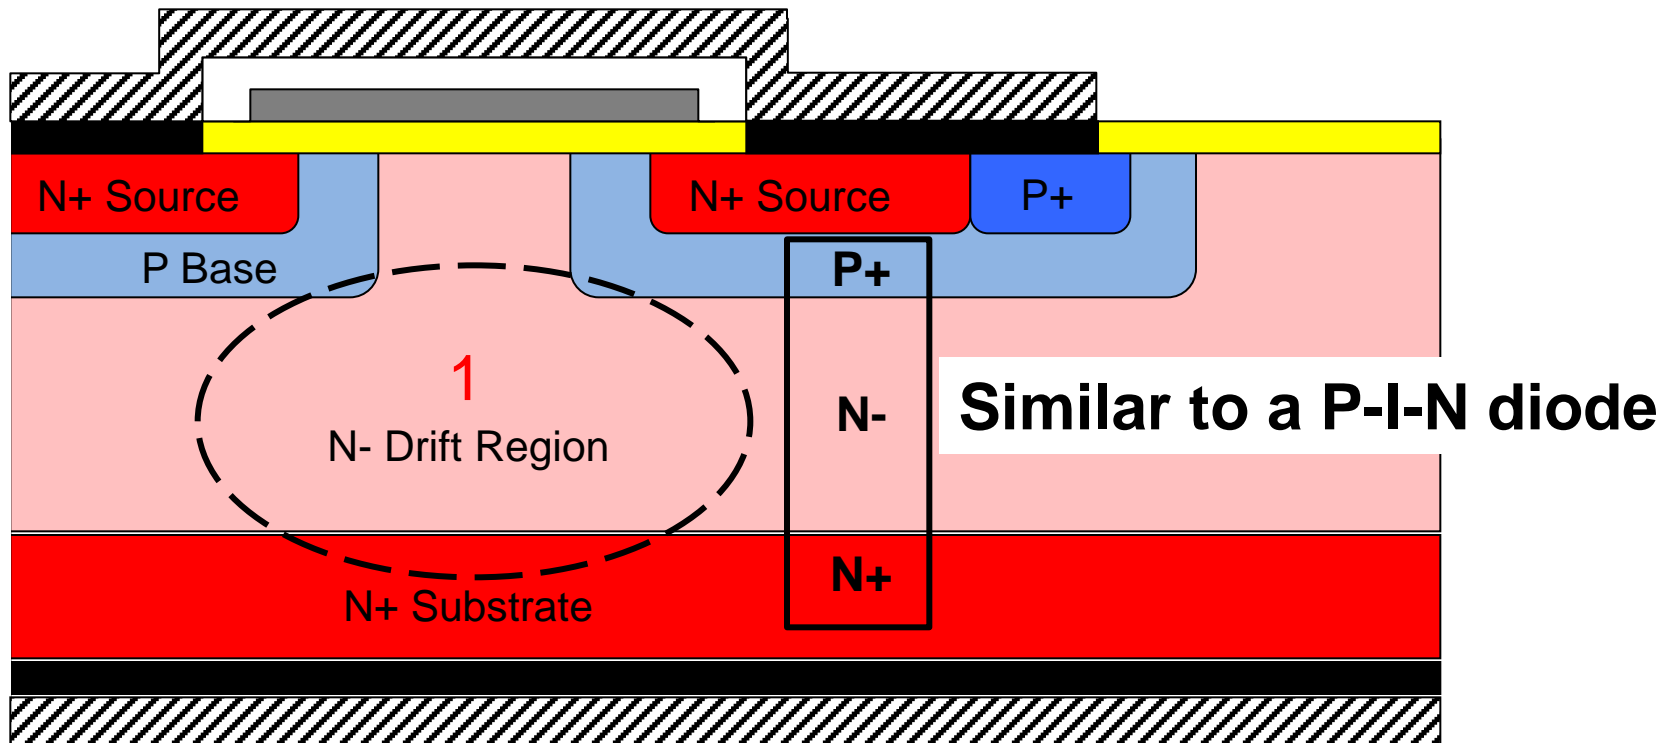 N+ Source
N+ Source
P+
P Base
P+
1
N- Drift Region
N-
Similar to a P-I-N diode
N+
N+ Substrate